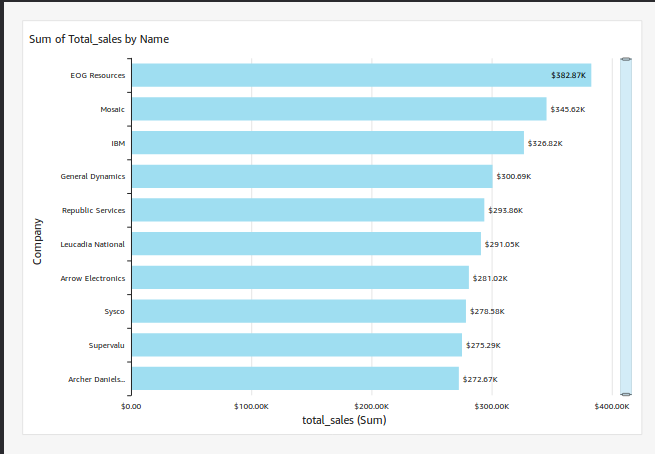 Sum of Total_sales by Name
Company
EOG Resources $382.87K
Mosaic $345.62K
IBM $326.82K
General Dynamics $300.69K
Republic Services $293.86K
Leucadia National $291.05K
Arrow Electronics $281.02K
Sysco $278.58K
Supervalu $275.29K
Archer Daniels... $272.67K
$0.00 $100.00K $200.00K $300.00K $400.00K
total_sales (Sum)